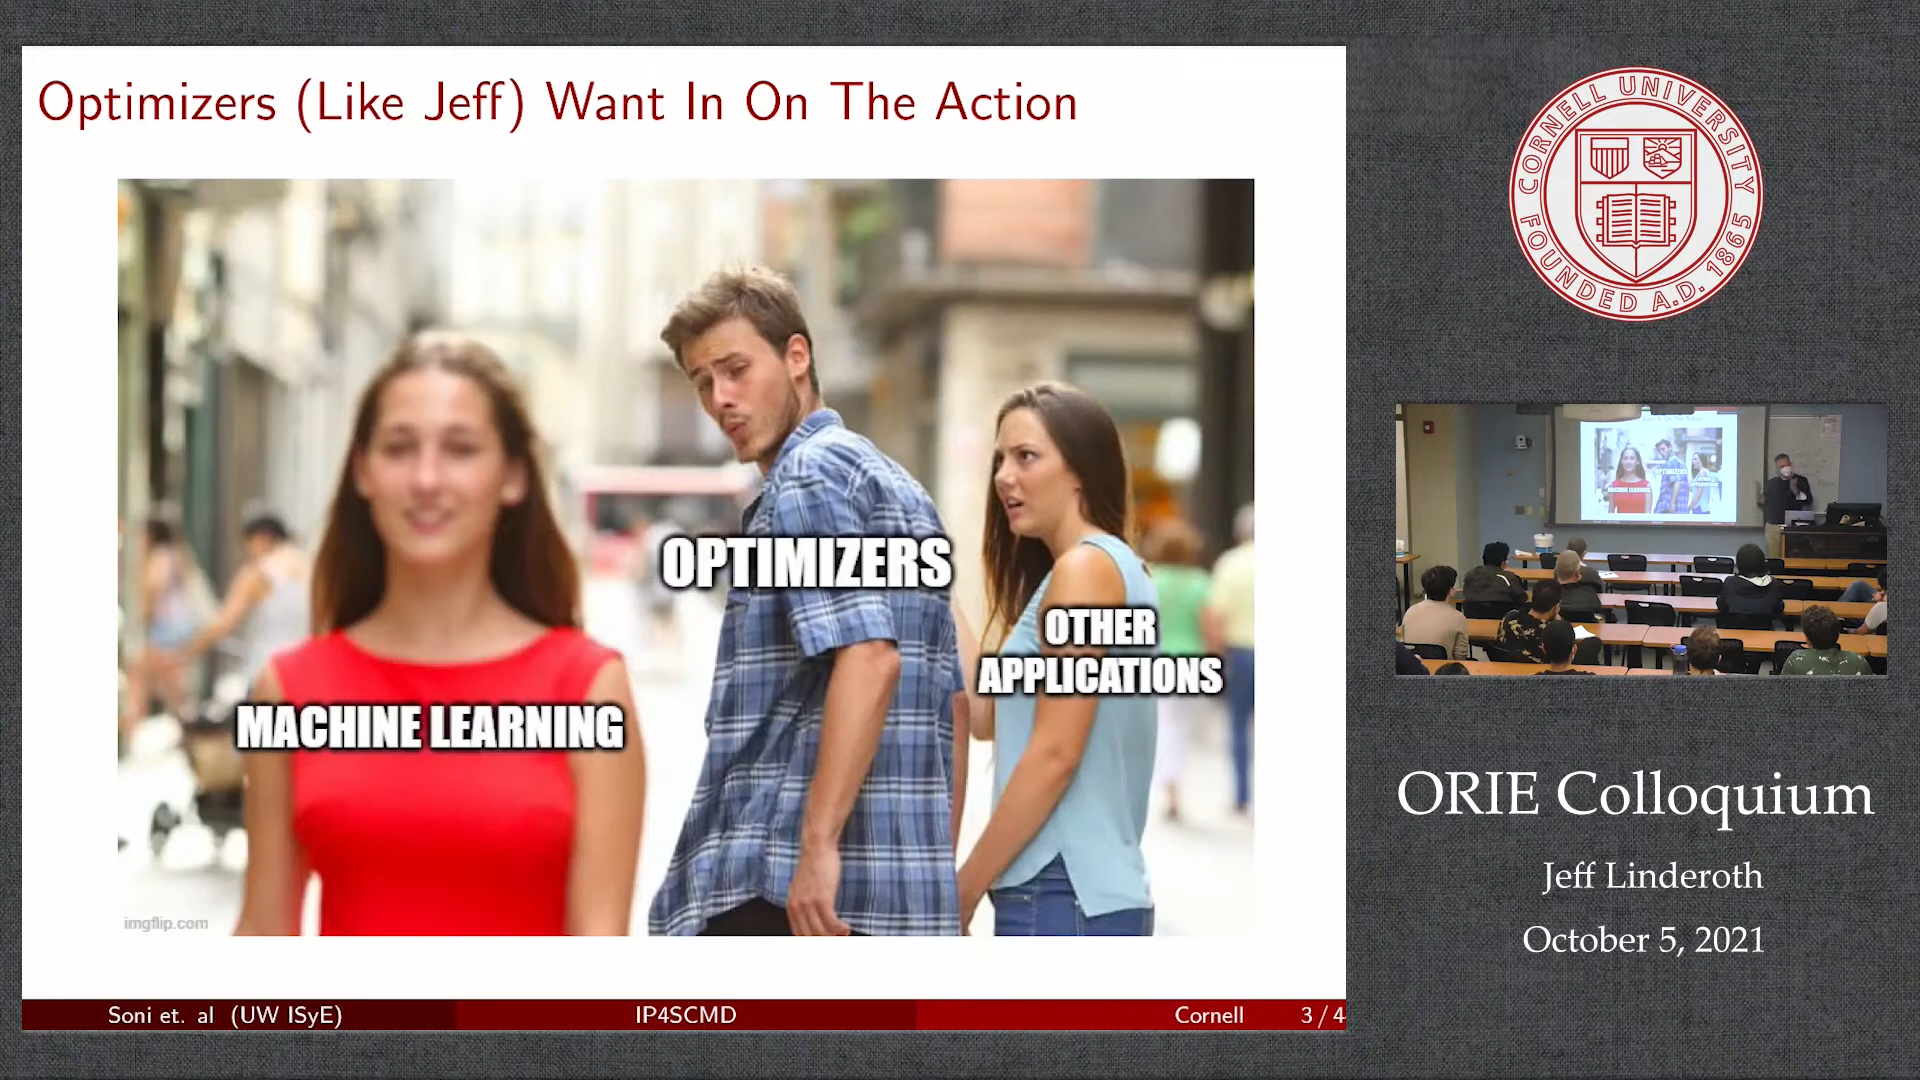 Optimizers (Like Jeff) Want In On The Action
OPTIMIZERS
OTHER
APPLICATIONS
MACHINE LEARNING
imgflip.com
Soni et. al (UW ISyE)
IP4SCMD
Cornell
3 / 4
CORNELL UNIVERSITY
FOUNDED A.D. 1865
ORIE Colloquium
Jeff Linderoth
October 5, 2021